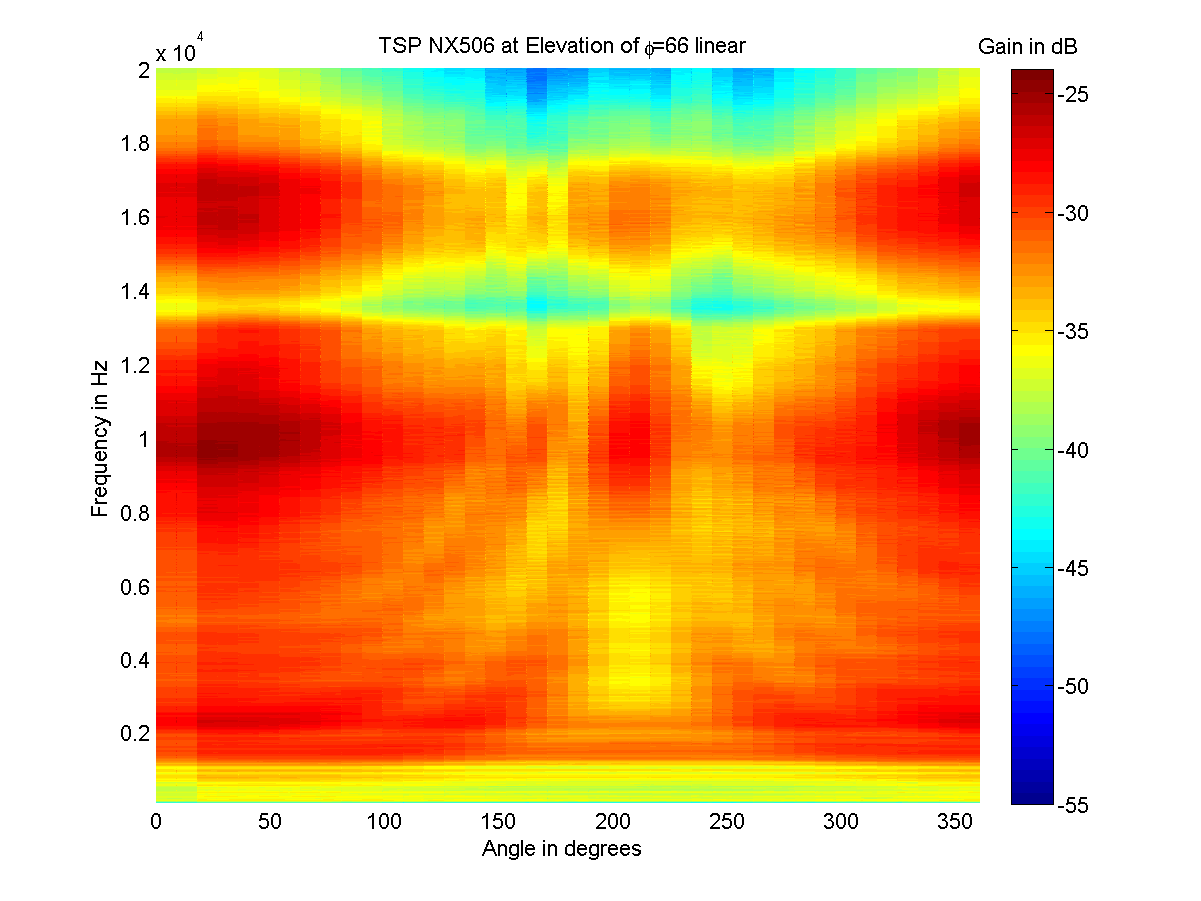 TSP NX506 at Elevation of ϕ=66 linear
Gain in dB
x 10^4
2
1.8
1.6
1.4
1.2
1
0.8
0.6
0.4
0.2
Frequency in Hz
0 50 100 150 200 250 300 350
Angle in degrees
-25
-30
-35
-40
-45
-50
-55